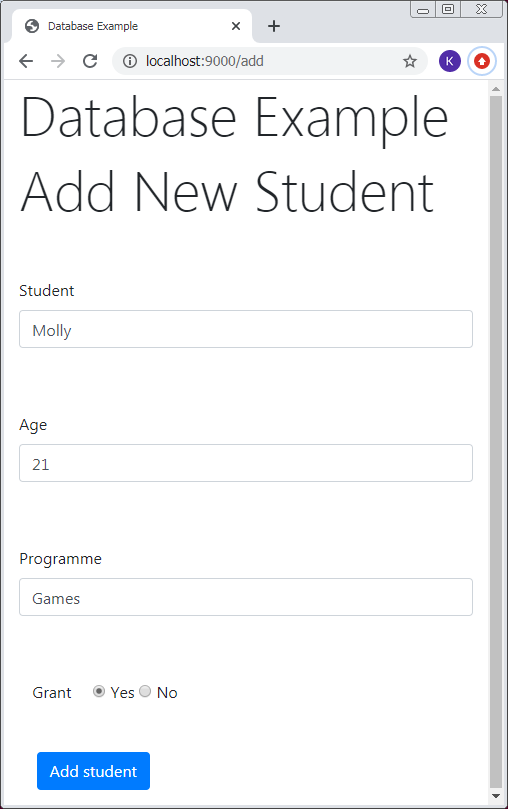 Database Example
localhost:9000/add
K
Database Example
Add New Student
Student
Molly
Age
21
Programme
Games
Grant Yes No
Add student